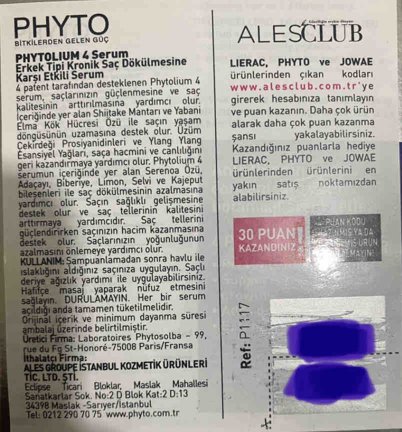 PHYTO
BİTKİLERDEN GELEN GÜÇ
PHYTOLIUM 4 Serum
Erkek Tipi Kronik Saç Dökülmesine
Karşı Etkili Serum
4 patent tarafından desteklenen Phytolium 4
serum, saçlarınızın güçlenmesine ve saç
kalitesinin arttırılmasına yardımcı olur.
İçeriğinde yer alan Shiitake Mantarı ve Yabani
Elma Kök Hücresi Özü ile saçın yaşam
döngüsünün uzamasına destek olur. Üzüm
Çekirdeği Prosiyanidinleri ve Ylang Ylang
Esansiyel Yağları, saça hacmini ve canlılığını
geri kazandırmaya yardımcı olur. Phytolium 4
serumun içeriğinde yer alan Serenoa Özü,
Adaçayı, Biberiye, Limon, Selvi ve Kajeput
bileşenleri ile saç dökülmesinin azalmasına
yardımcı olur. Saçın sağlıklı gelişmesine
destek olur ve saç tellerinin kalitesini
arttırmaya yardımcıdır. Saç tellerini
güçlendirirken saçınızın hacim kazanmasına
destek olur. Saçlarınızın yoğunluğunun
azalmasını önlemeye yardımcı olur.
KULLANIM: Şampuanlamadan sonra havlu ile
ıslaklığını aldığınız saçınıza uygulayın. Saçlı
deriye ağızlık yardımı ile uygulayabilirsiniz.
Hafifçe masaj yaparak nüfuz etmesini
sağlayın. DURULAMAYIN. Her bir serum
açıldığı anda tamamen tüketilmelidir.
Orijinal içerik ve minimum dayanma süresi
ambalaj üzerinde belirtilmiştir.
Üretici Firma: Laboratoires Phytosolba – 99,
rue du Fg St-Honoré-75008 Paris/Fransa
İthalatçı Firma:
ALES GROUPE İSTANBUL KOZMETİK ÜRÜNLERİ
TİC. LTD. ŞTİ.
Eclipse Ticari Bloklar, Maslak Mahallesi
Sanatkarlar Sok. No:2 D Blok Kat:2 D:13
34398 Maslak -Sarıyer/İstanbul
Tel: 0212 290 70 75 www.phyto.com.tr
ALESCLUB
LIERAC, PHYTO ve JOWAE
ürünlerinden çıkan kodları
www.alesclub.com.tr'ye
girerek hesabınıza tanımlayın
ve puan kazanın. Daha çok ürün
alarak daha çok puan kazanma
şansı yakalayabilirsiniz.
Kazandığınız puanlarla hediye
LIERAC, PHYTO ve JOWAE
ürünlerinden ürünlerini en
yakın satış noktamızdan
alabilirsiniz.
30 PUAN
KAZANDINIZ!
PUAN KODU
Ref: P1117